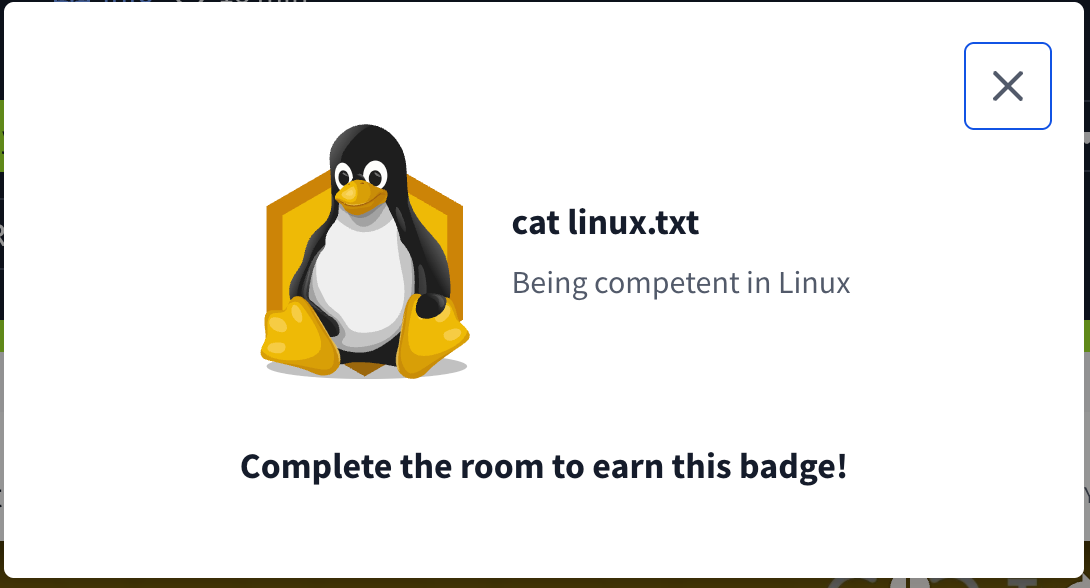 cat linux.txt
Being competent in Linux
Complete the room to earn this badge!